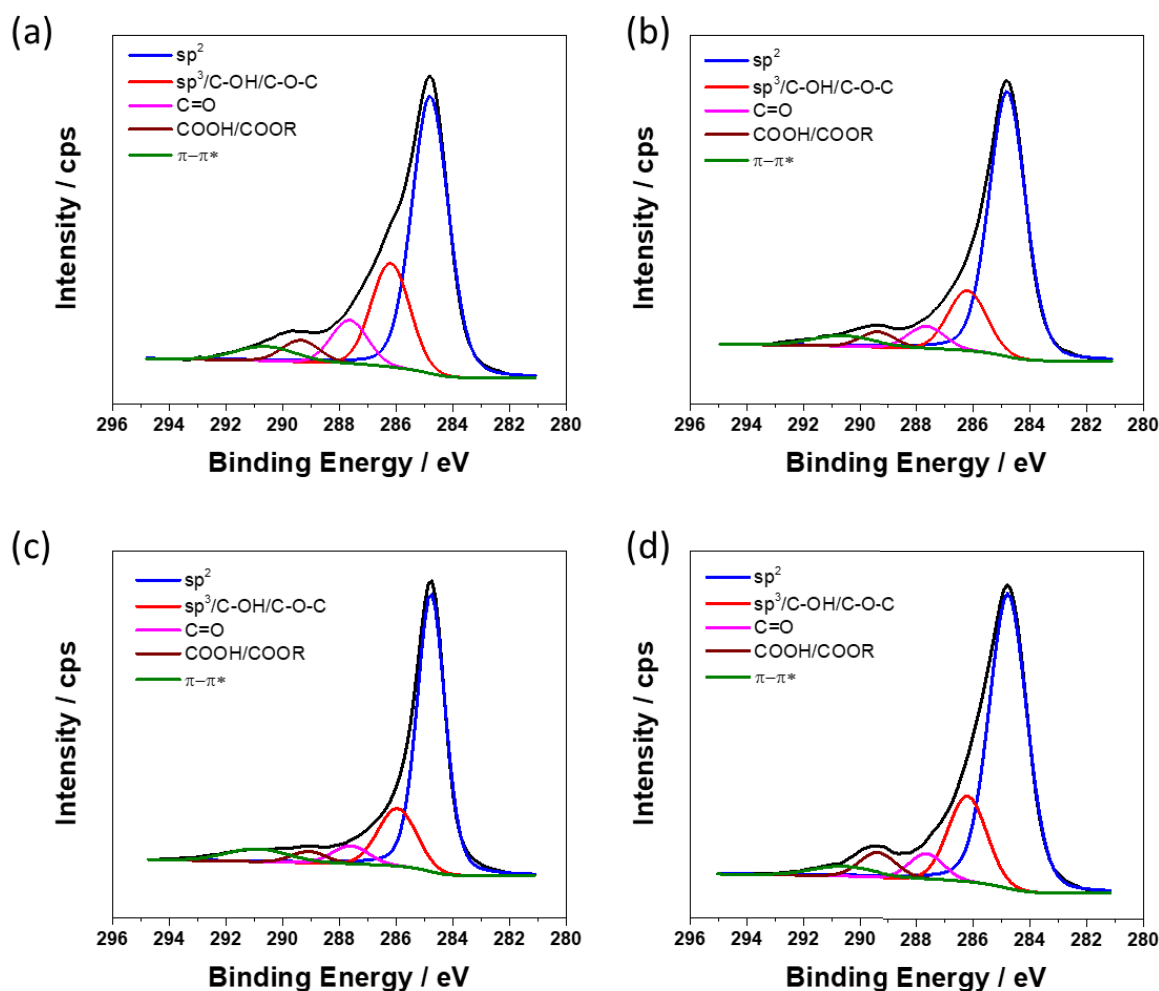 (a)
sp²
sp³/C-OH/C-O-C
C=O
COOH/COOR
π−π*
Intensity / cps
296 294 292 290 288 286 284 282 280
Binding Energy / eV
(b)
sp²
sp³/C-OH/C-O-C
C=O
COOH/COOR
π−π*
Intensity / cps
296 294 292 290 288 286 284 282 280
Binding Energy / eV
(c)
sp²
sp³/C-OH/C-O-C
C=O
COOH/COOR
π−π*
Intensity / cps
296 294 292 290 288 286 284 282 280
Binding Energy / eV
(d)
sp²
sp³/C-OH/C-O-C
C=O
COOH/COOR
π−π*
Intensity / cps
296 294 292 290 288 286 284 282 280
Binding Energy / eV